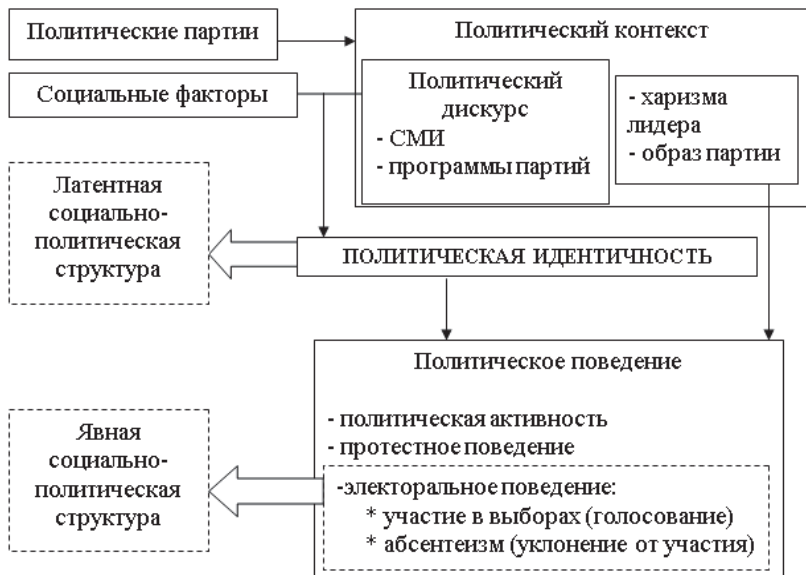 Политические партии
Политический контекст
Социальные факторы
Политический
дискурс
- СМИ
- программы партий
- харизма
лидера
- образ партии
Латентная
социально-
политическая
структура
ПОЛИТИЧЕСКАЯ ИДЕНТИЧНОСТЬ
Политическое поведение
- политическая активность
- протестное поведение
-электоральное поведение:
* участие в выборах (голосование)
* абсентеизм (уклонение от участия)
Явная
социально-
политическая
структура